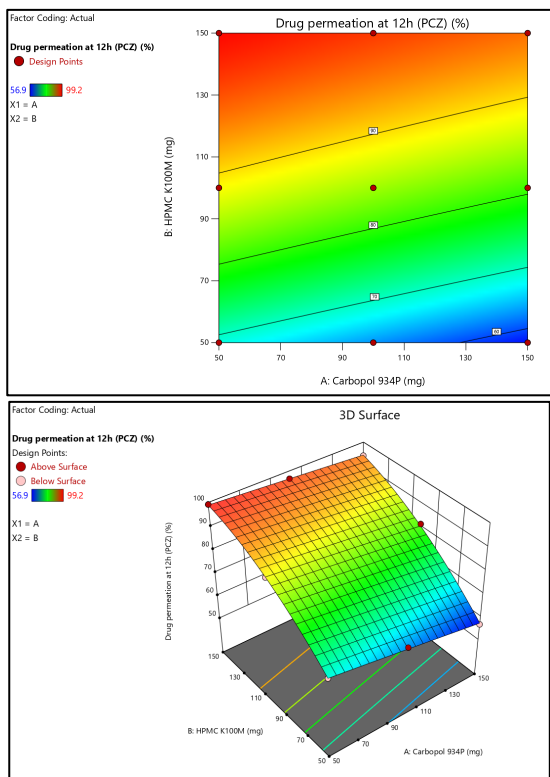 Factor Coding: Actual
Drug permeation at 12h (PCZ) (%)
Design Points
56.9 99.2
X1 = A
X2 = B
Drug permeation at 12h (PCZ) (%)
B: HPMC K100M (mg)
150
130
110
90
70
50
90
80
70
60
50 70 90 110 130 150
A: Carbopol 934P (mg)
Factor Coding: Actual
Drug permeation at 12h (PCZ) (%)
Design Points:
Above Surface
Below Surface
56.9 99.2
X1 = A
X2 = B
3D Surface
Drug permeation at 12h (PCZ) (%)
100
90
80
70
60
50
150
130
110
90
70
50
B: HPMC K100M (mg)
50
70
90
110
130
150
A: Carbopol 934P (mg)